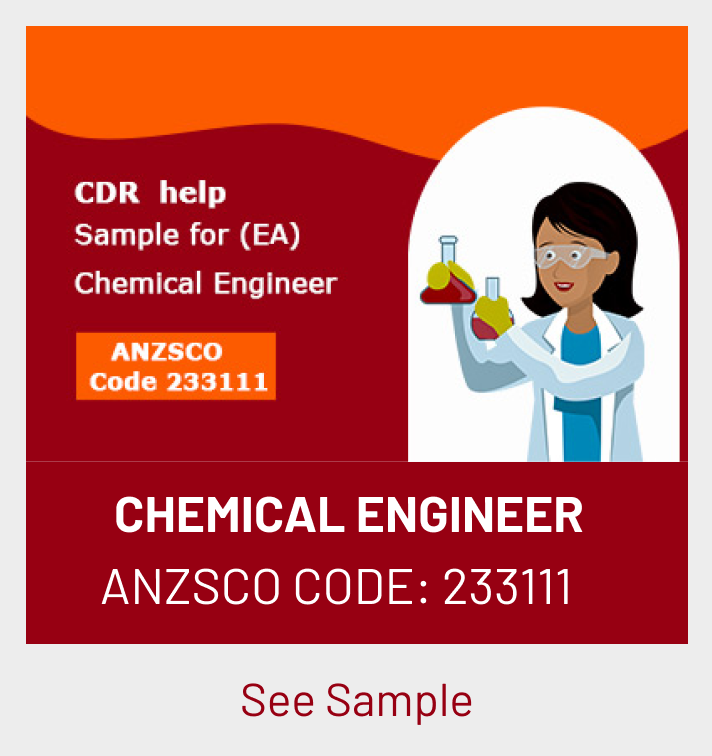 CDR help
Sample for (EA)
Chemical Engineer
ANZSCO
Code 233111
CHEMICAL ENGINEER
ANZSCO CODE: 233111
See Sample